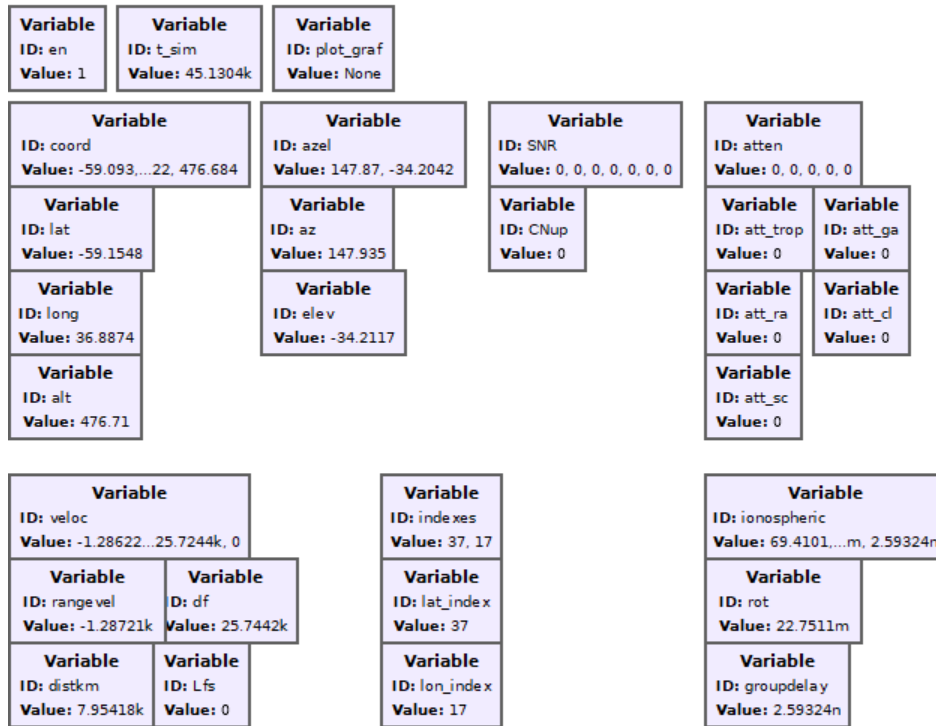 Variable
ID: en
Value: 1
Variable
ID: t_sim
Value: 45.1304k
Variable
ID: plot_graf
Value: None
Variable
ID: coord
Value: -59.093,...22, 476.684
Variable
ID: azel
Value: 147.87, -34.2042
Variable
ID: SNR
Value: 0, 0, 0, 0, 0, 0, 0
Variable
ID: atten
Value: 0, 0, 0, 0, 0
Variable
ID: lat
Value: -59.1548
Variable
ID: az
Value: 147.935
Variable
ID: CNup
Value: 0
Variable
ID: att_trop
Value: 0
Variable
ID: att_ga
Value: 0
Variable
ID: long
Value: 36.8874
Variable
ID: elev
Value: -34.2117
Variable
ID: att_ra
Value: 0
Variable
ID: att_cl
Value: 0
Variable
ID: alt
Value: 476.71
Variable
ID: att_sc
Value: 0
Variable
ID: veloc
Value: -1.28622...25.7244k, 0
Variable
ID: indexes
Value: 37, 17
Variable
ID: ionospheric
Value: 69.4101,...m, 2.59324n
Variable
ID: rangevel
Value: -1.28721k
Variable
ID: df
Value: 25.7442k
Variable
ID: lat_index
Value: 37
Variable
ID: rot
Value: 22.7511m
Variable
ID: distkm
Value: 7.95418k
Variable
ID: Lfs
Value: 0
Variable
ID: lon_index
Value: 17
Variable
ID: groupdelay
Value: 2.59324n